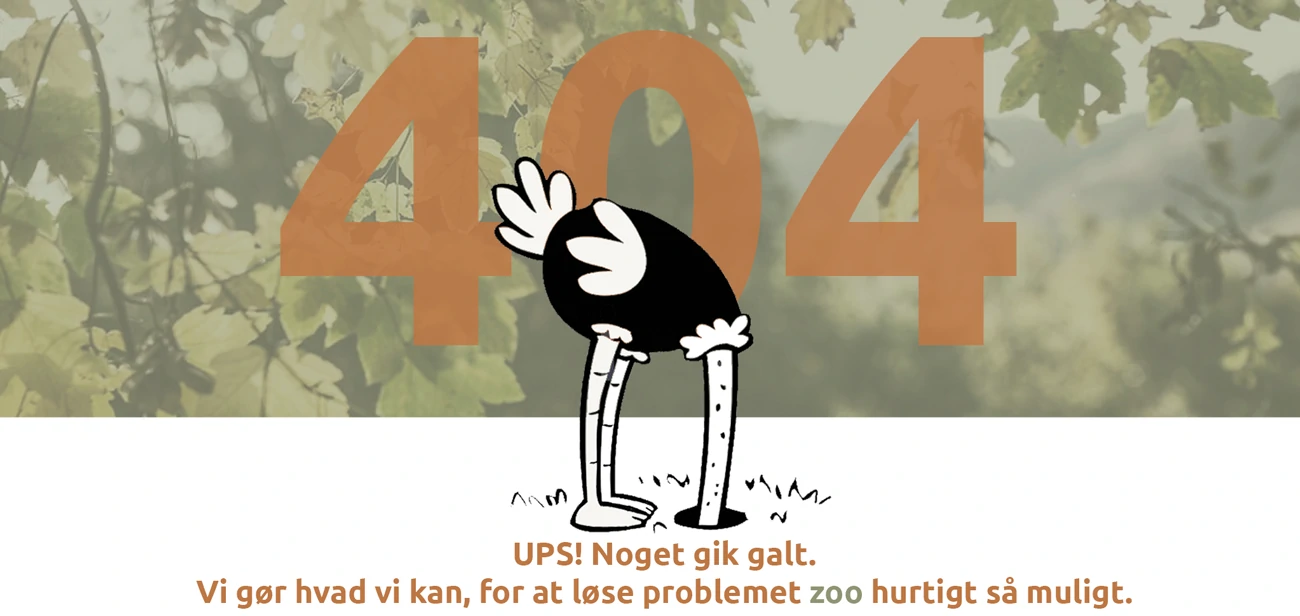 404
UPS! Noget gik galt.
Vi gør hvad vi kan, for at løse problemet zoo hurtigt så muligt.